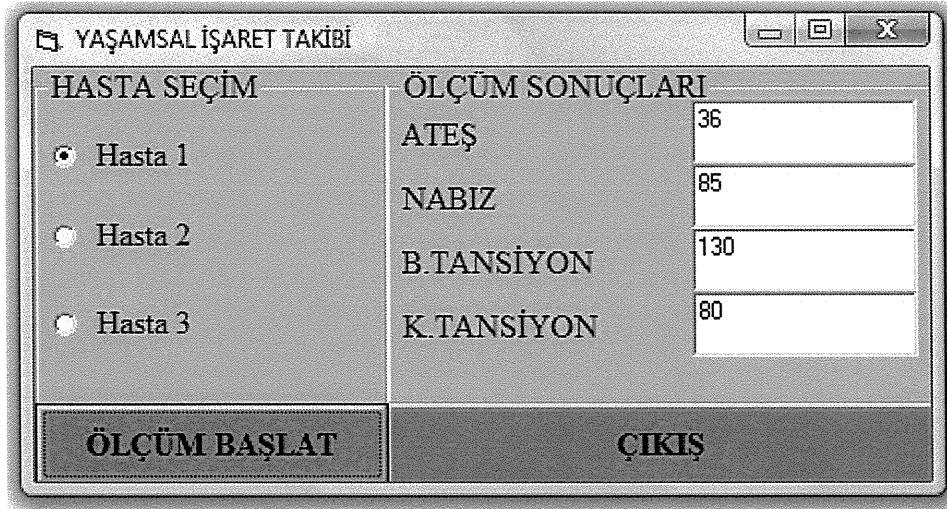 YAŞAMSAL İŞARET TAKİBİ
HASTA SEÇİM
Hasta 1
Hasta 2
Hasta 3
ÖLÇÜM SONUÇLARI
ATEŞ 36
NABIZ 85
B.TANSİYON 130
K.TANSİYON 80
ÖLÇÜM BAŞLAT
ÇIKIŞ